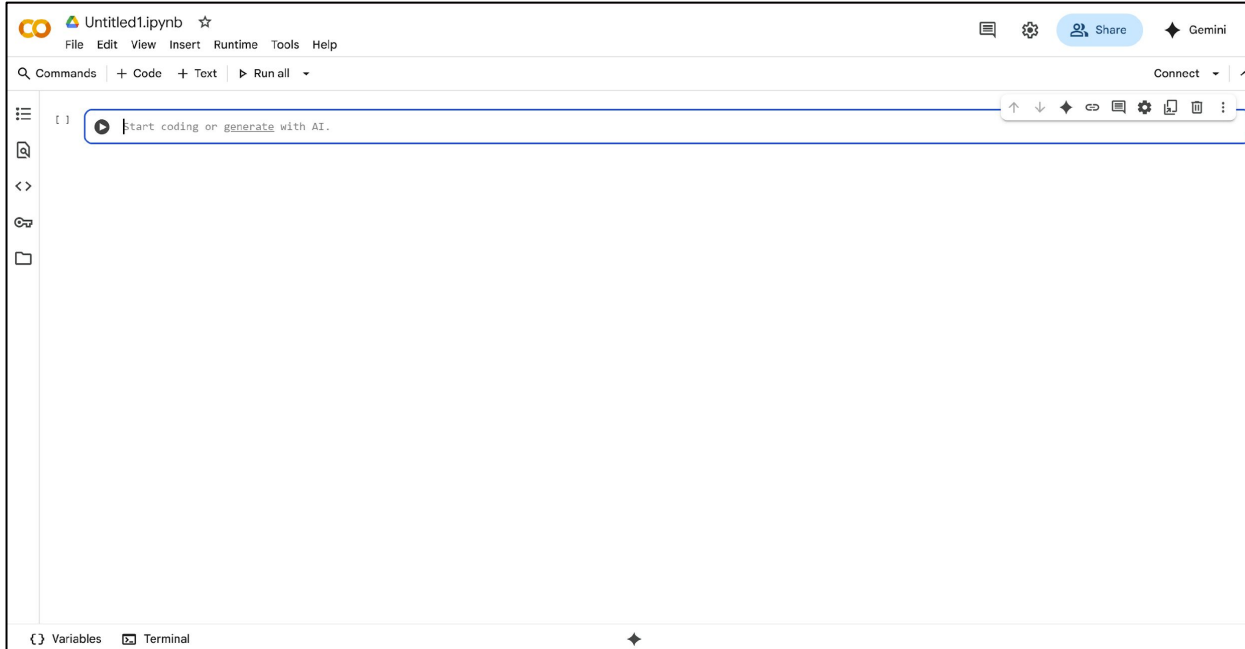 CO Untitled1.ipynb
File Edit View Insert Runtime Tools Help
Share
Gemini
Commands + Code + Text Run all
Connect
[ ]
Start coding or generate with AI.
{} Variables Terminal